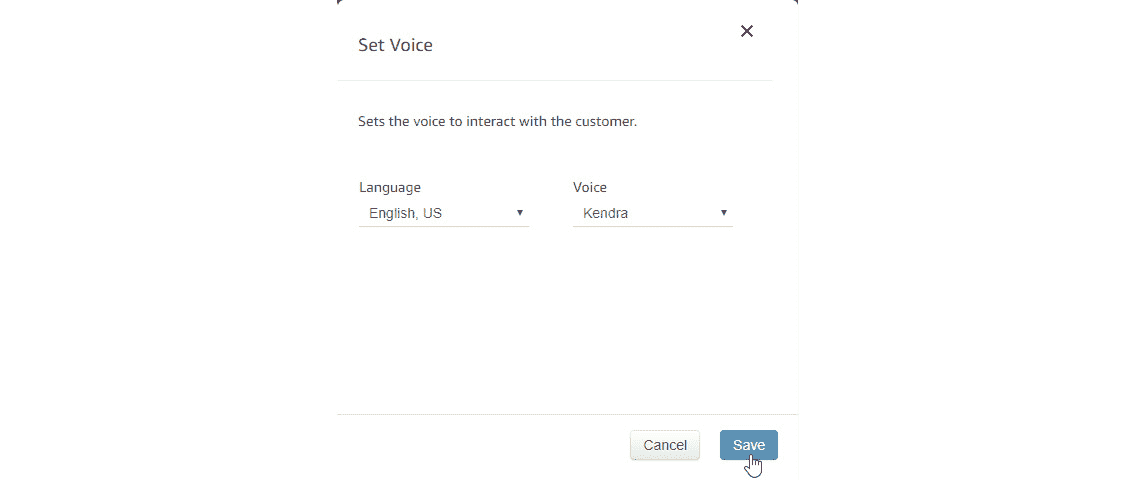 Set Voice
Sets the voice to interact with the customer.
Language Voice
English, US Kendra
Cancel Save